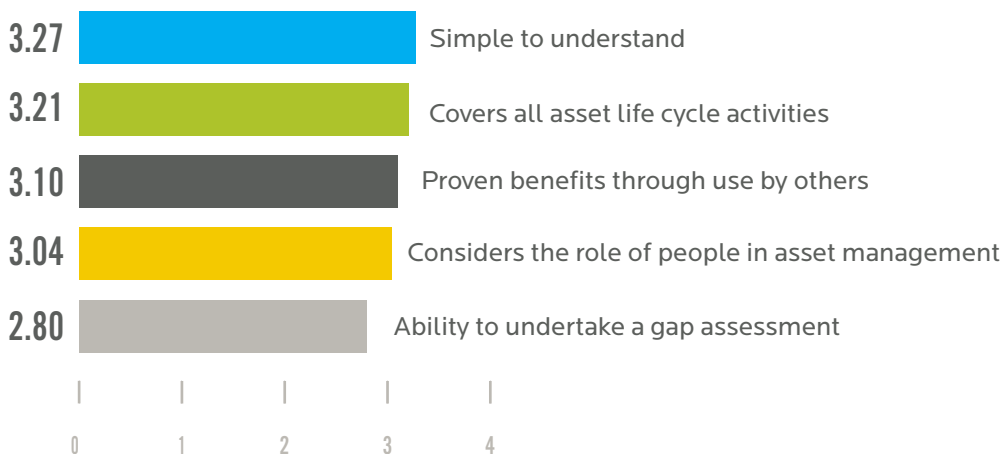 3.27 Simple to understand
3.21 Covers all asset life cycle activities
3.10 Proven benefits through use by others
3.04 Considers the role of people in asset management
2.80 Ability to undertake a gap assessment
0 1 2 3 4